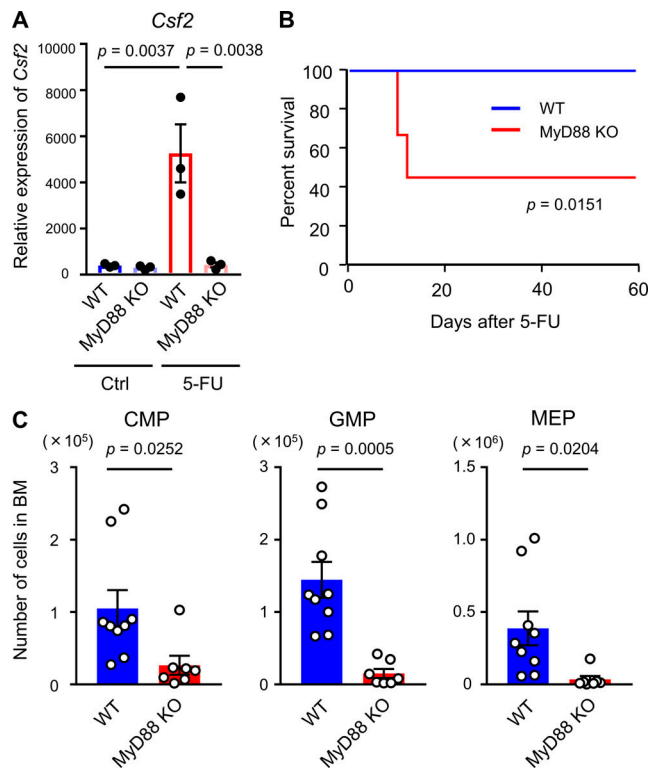 A
Csf2
p = 0.0037
p = 0.0038
Relative expression of Csf2
10000
8000
6000
4000
2000
0
WT
MyD88 KO
WT
MyD88 KO
Ctrl
5-FU
B
Percent survival
100
80
60
40
20
0
WT
MyD88 KO
p = 0.0151
0
20
40
60
Days after 5-FU
C
Number of cells in BM
CMP
(×10⁵)
p = 0.0252
3
2
1
0
WT
MyD88 KO
GMP
(×10⁵)
p = 0.0005
3
2
1
0
WT
MyD88 KO
MEP
(×10⁶)
p = 0.0204
1.5
1.0
0.5
0
WT
MyD88 KO